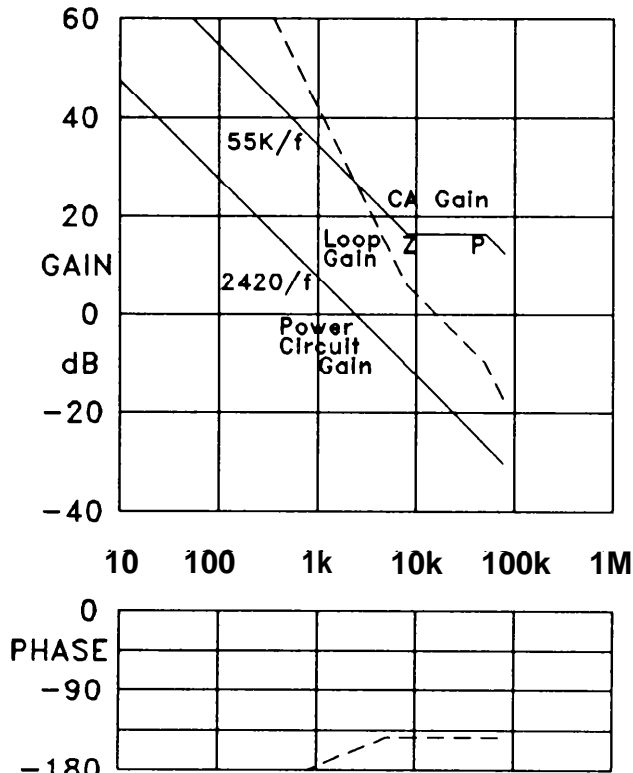 60
40
55K/f
CA Gain
20
Loop
Gain
Z
P
GAIN
2420/f
0
Power
Circuit
Gain
dB
-20
-40
10 100 1k 10k 100k 1M
0
PHASE
-90
-180